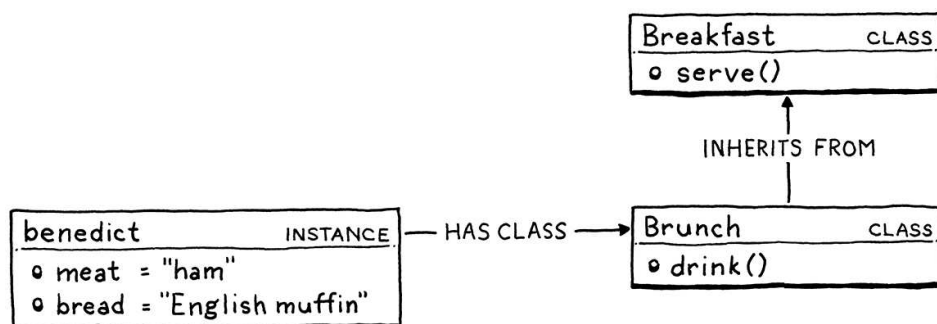 Breakfast CLASS
serve()
INHERITS FROM
benedict INSTANCE
meat = "ham"
bread = "English muffin"
HAS CLASS
Brunch CLASS
drink()